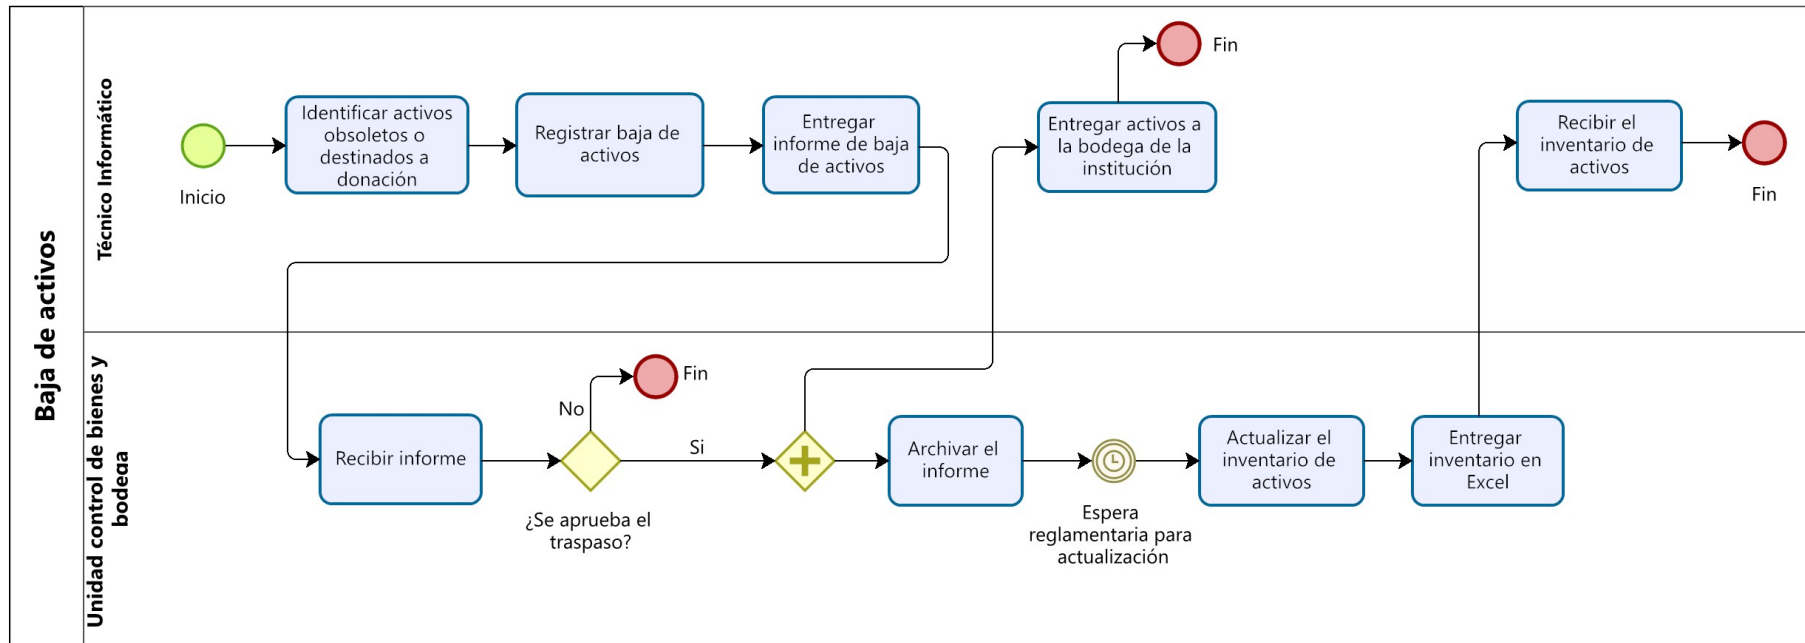 Baja de activos
Técnico Informático
Inicio
Identificar activos
obsoletos o
destinados a
donación
Registrar baja de
activos
Entregar
informe de baja
de activos
Entregar activos a
la bodega de la
institución
Fin
Recibir el
inventario de
activos
Fin
Unidad control de bienes y
bodega
Recibir informe
No
Fin
¿Se aprueba el
traspaso?
Si
Archivar el
informe
Espera
reglamentaria para
actualización
Actualizar el
inventario de
activos
Entregar
inventario en
Excel